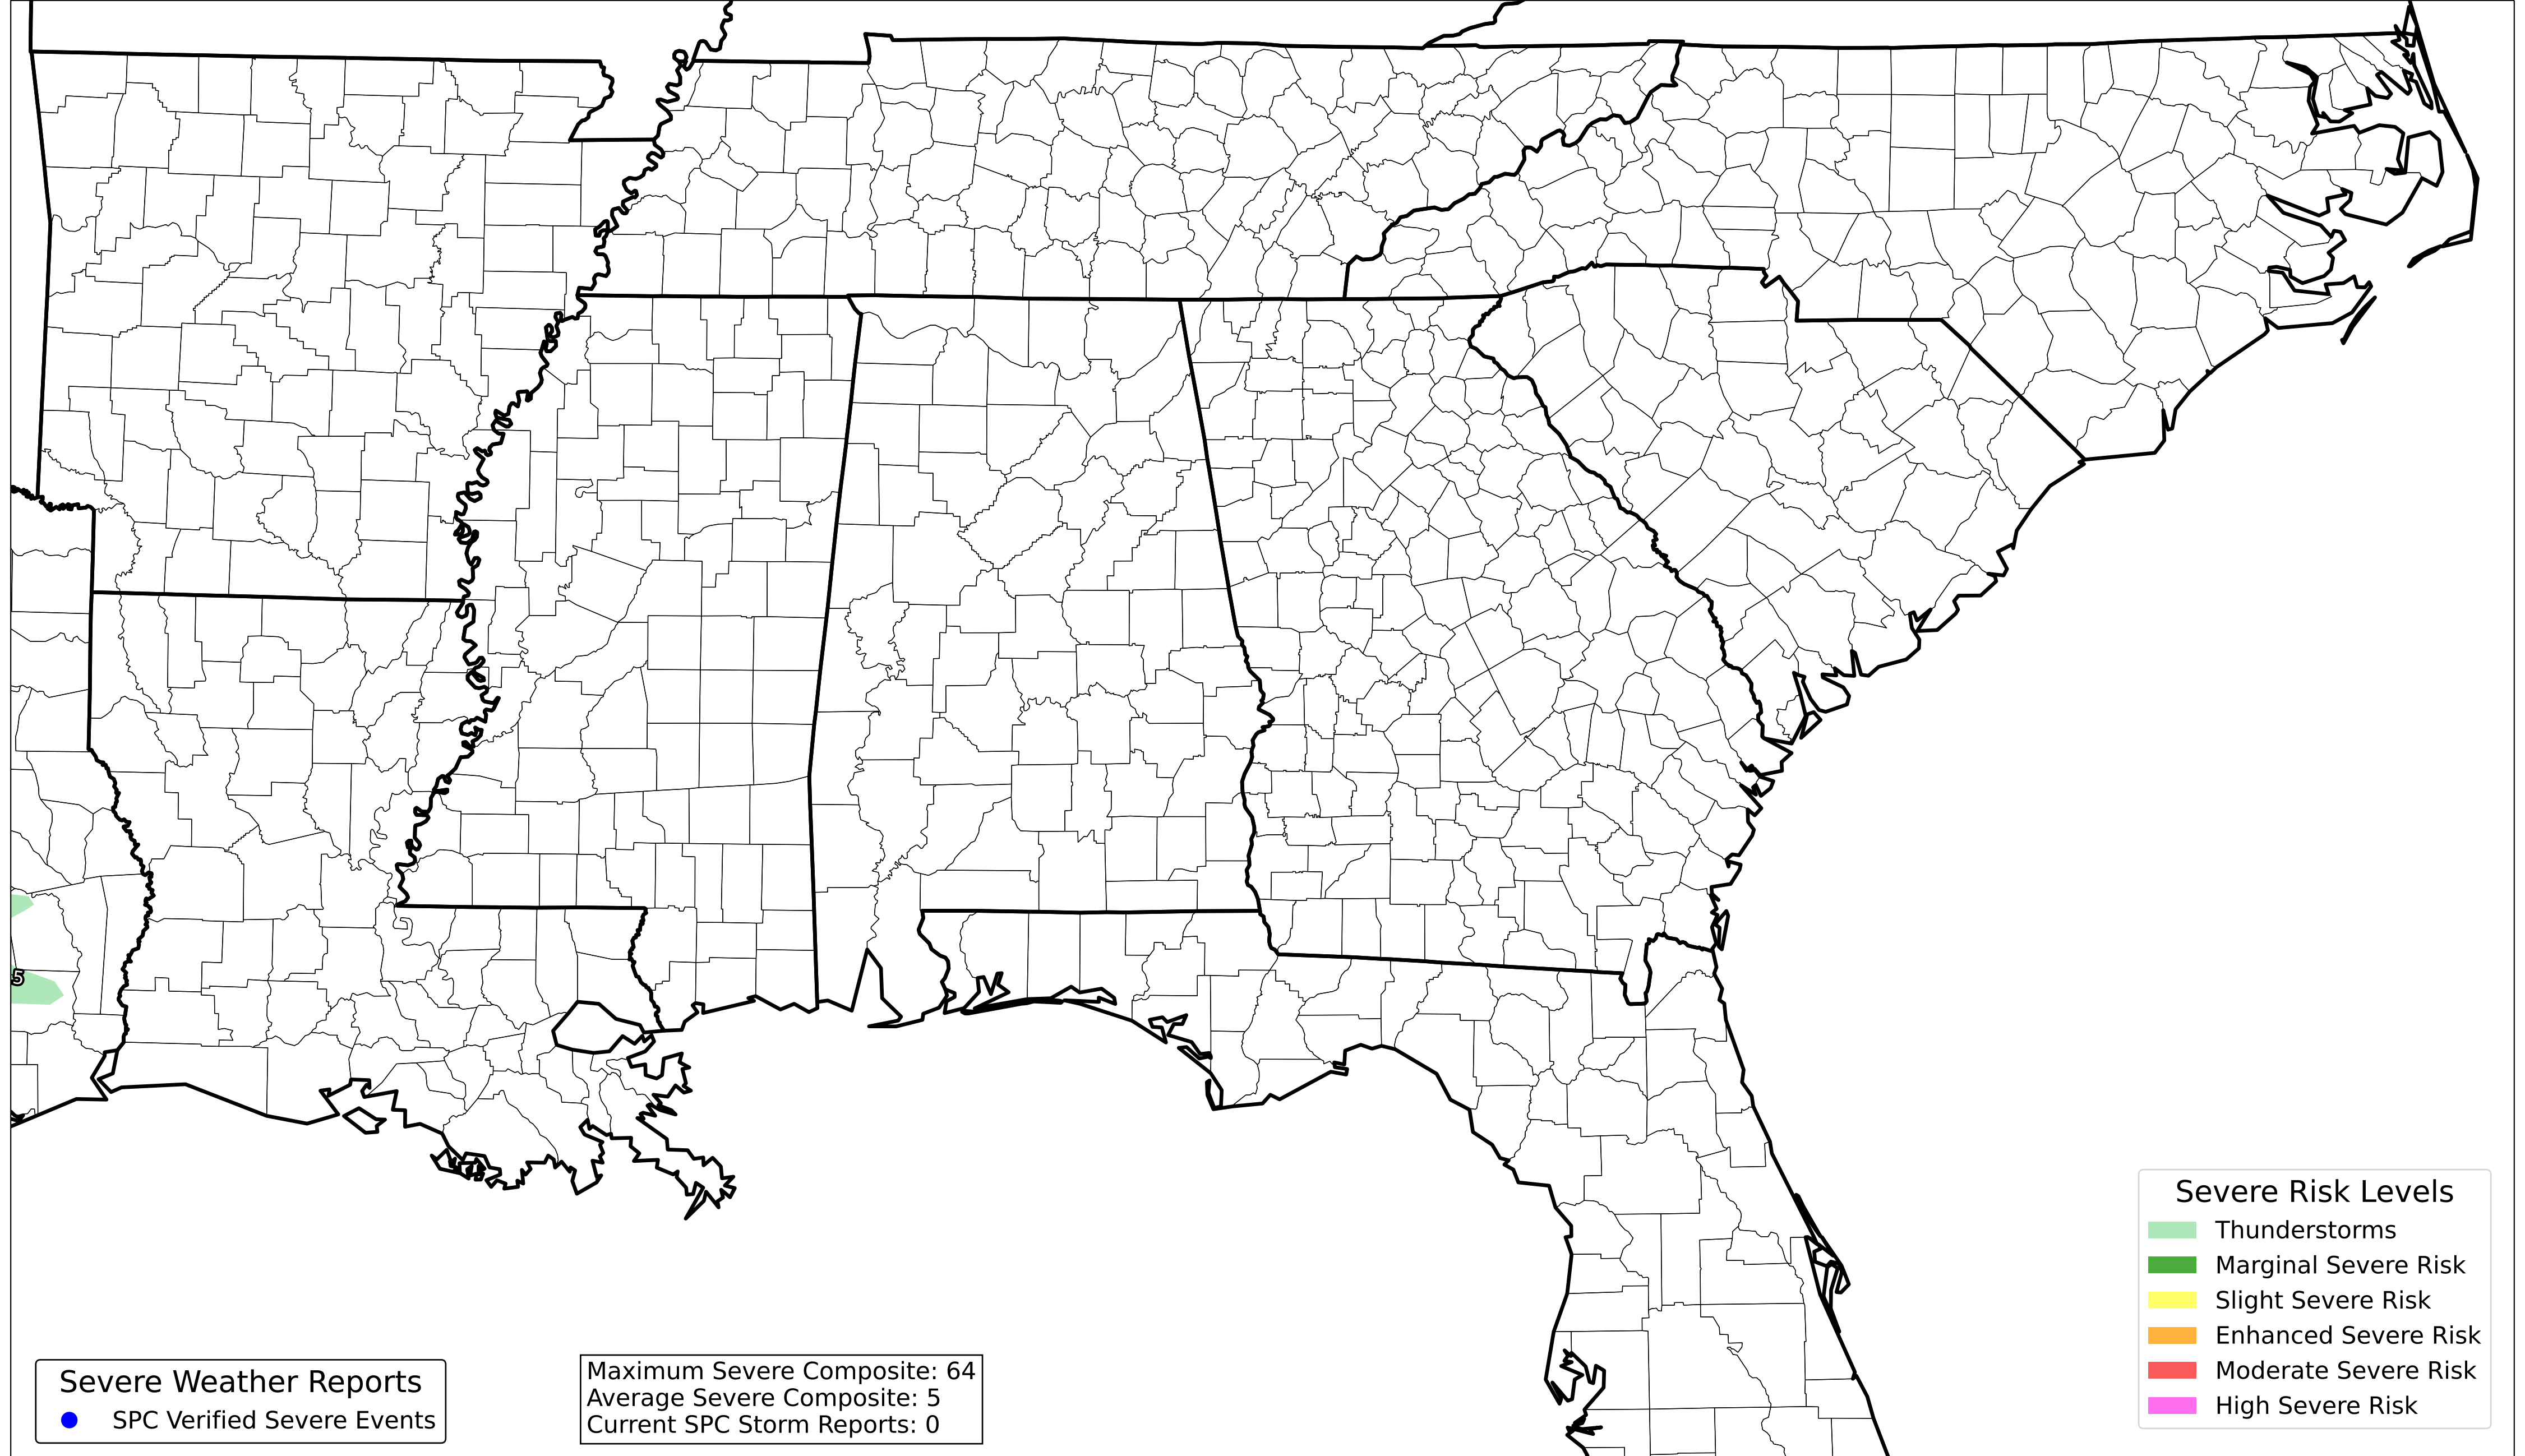 5
Severe Weather Reports
SPC Verified Severe Events
Maximum Severe Composite: 64
Average Severe Composite: 5
Current SPC Storm Reports: 0
Severe Risk Levels
Thunderstorms
Marginal Severe Risk
Slight Severe Risk
Enhanced Severe Risk
Moderate Severe Risk
High Severe Risk